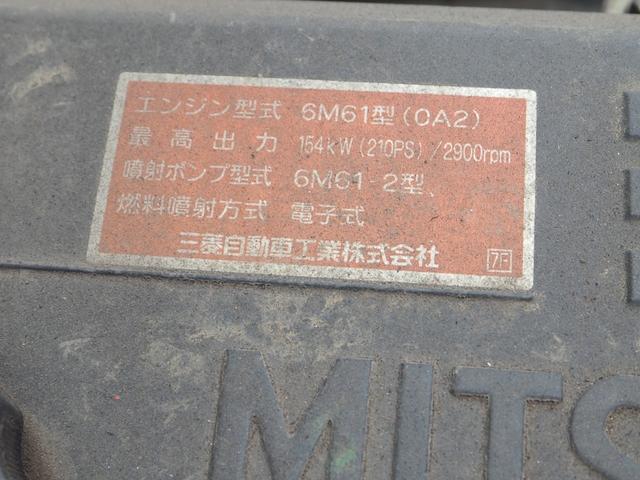 エンジン型式 6M61型(0A2)
最高出力 154kW(210PS)/2900rpm
噴射ポンプ型式 6M61-2型、
燃料噴射方式 電子式
三菱自動車工業株式会社 7F
MITS